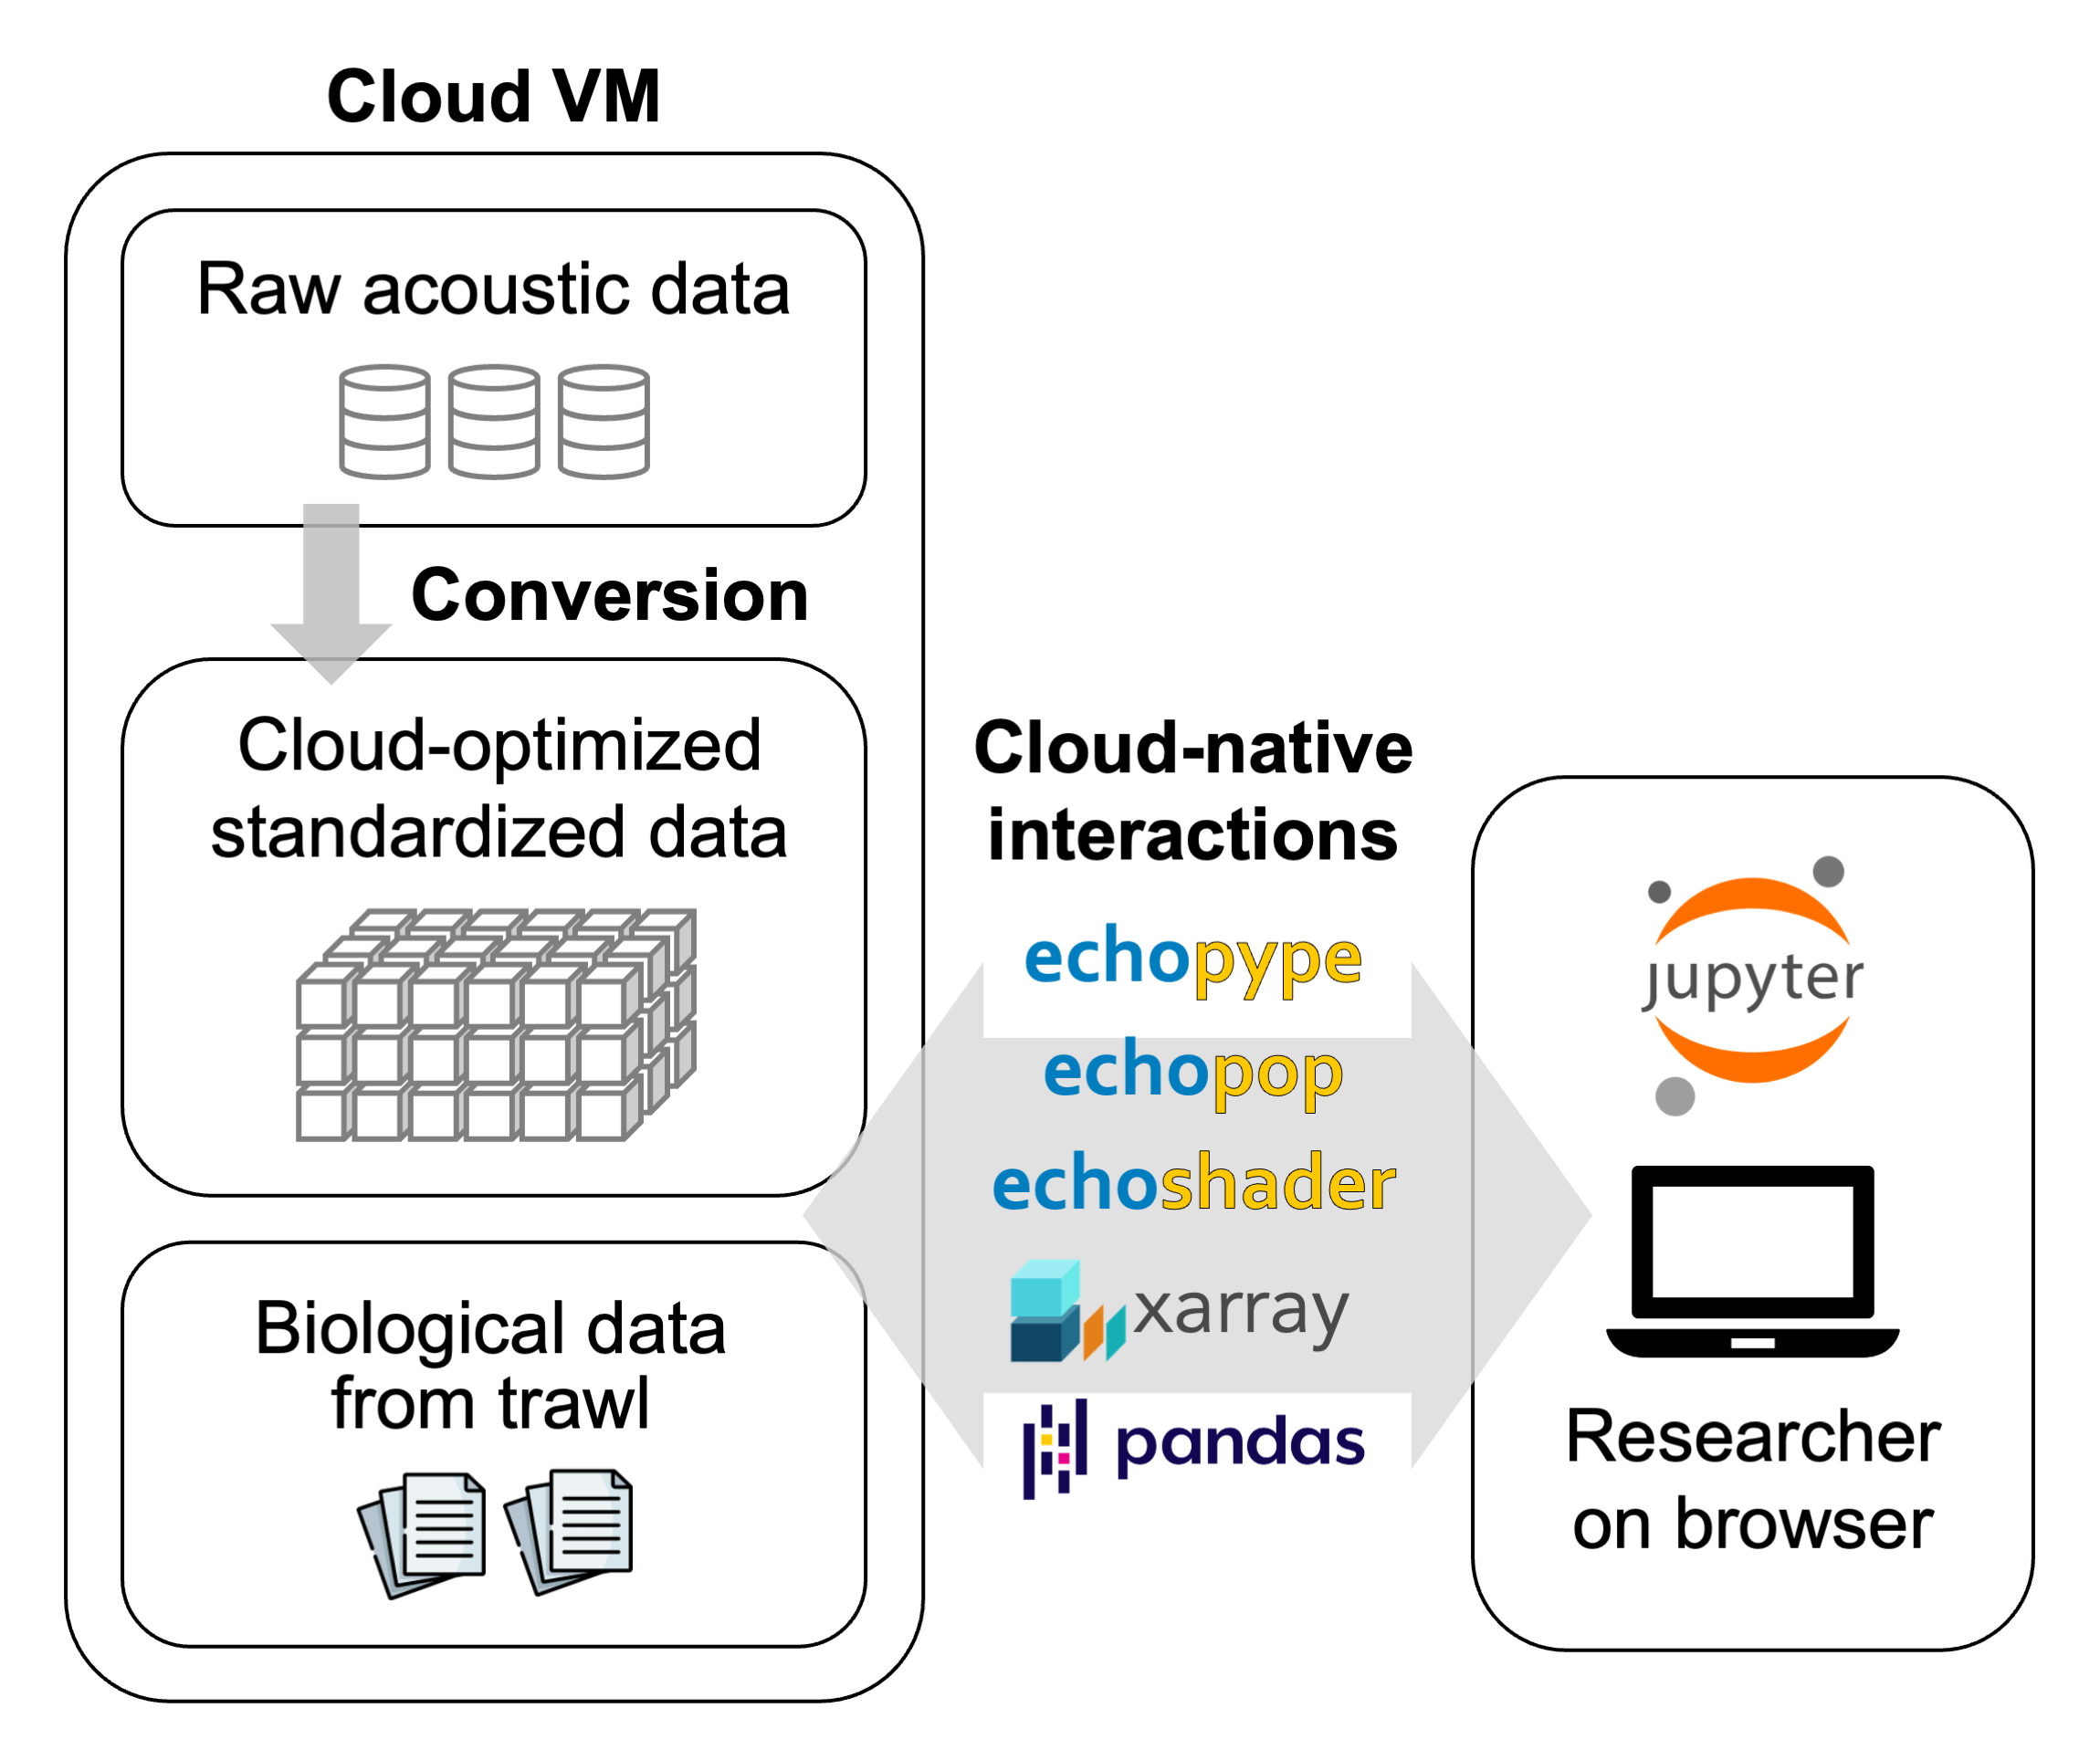 Cloud VM
Raw acoustic data
Conversion
Cloud-optimized
standardized data
Biological data
from trawl
Cloud-native
interactions
echopype
echopop
echoshader
xarray
pandas
jupyter
Researcher
on browser